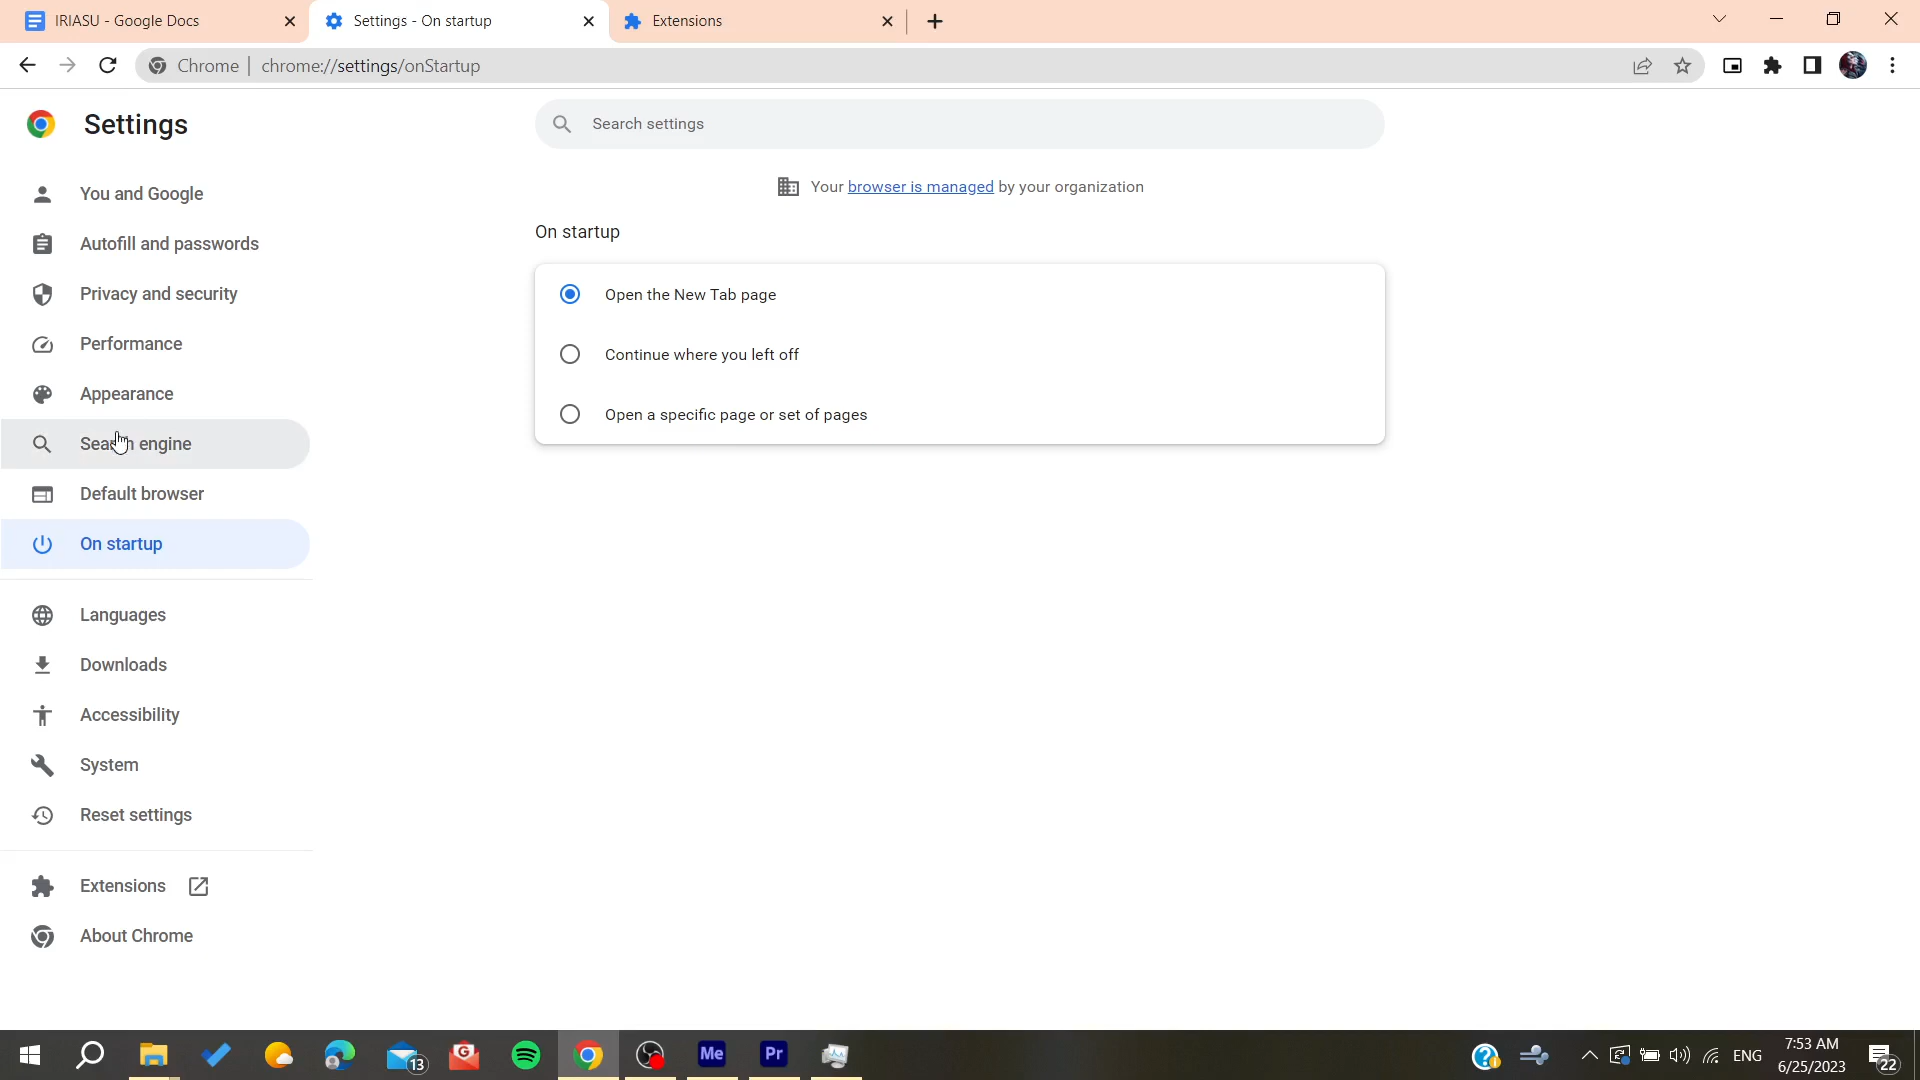 IRIASU - Google Docs
Settings - On startup
Extensions
Chrome | chrome://settings/onStartup
Settings
Search settings
Your browser is managed by your organization
You and Google
Autofill and passwords
Privacy and security
Performance
Appearance
Search engine
Default browser
On startup
Languages
Downloads
Accessibility
System
Reset settings
Extensions
About Chrome
On startup
Open the New Tab page
Continue where you left off
Open a specific page or set of pages
13
G
Me
Pr
ENG
7:53 AM
6/25/2023
22